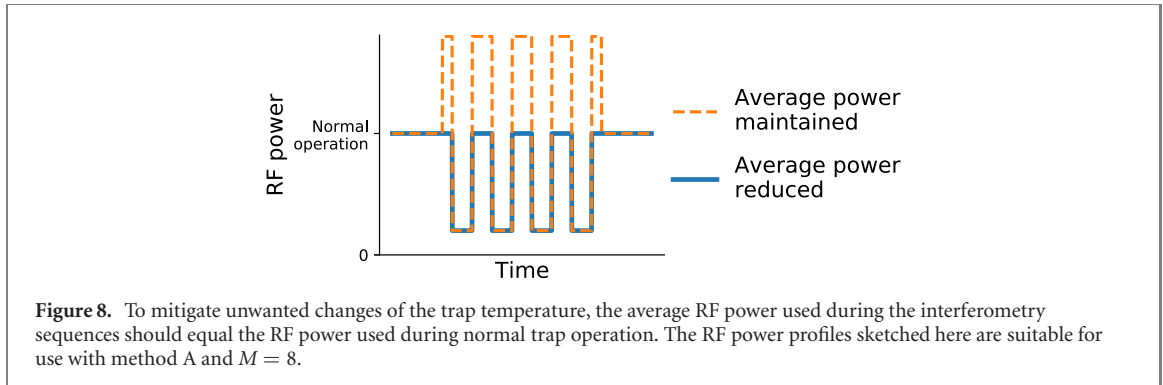 RF power
Normal
operation
0
Time
Average power
maintained
Average power
reduced
Figure 8. To mitigate unwanted changes of the trap temperature, the average RF power used during the interferometry
sequences should equal the RF power used during normal trap operation. The RF power profiles sketched here are suitable for
use with method A and M = 8.